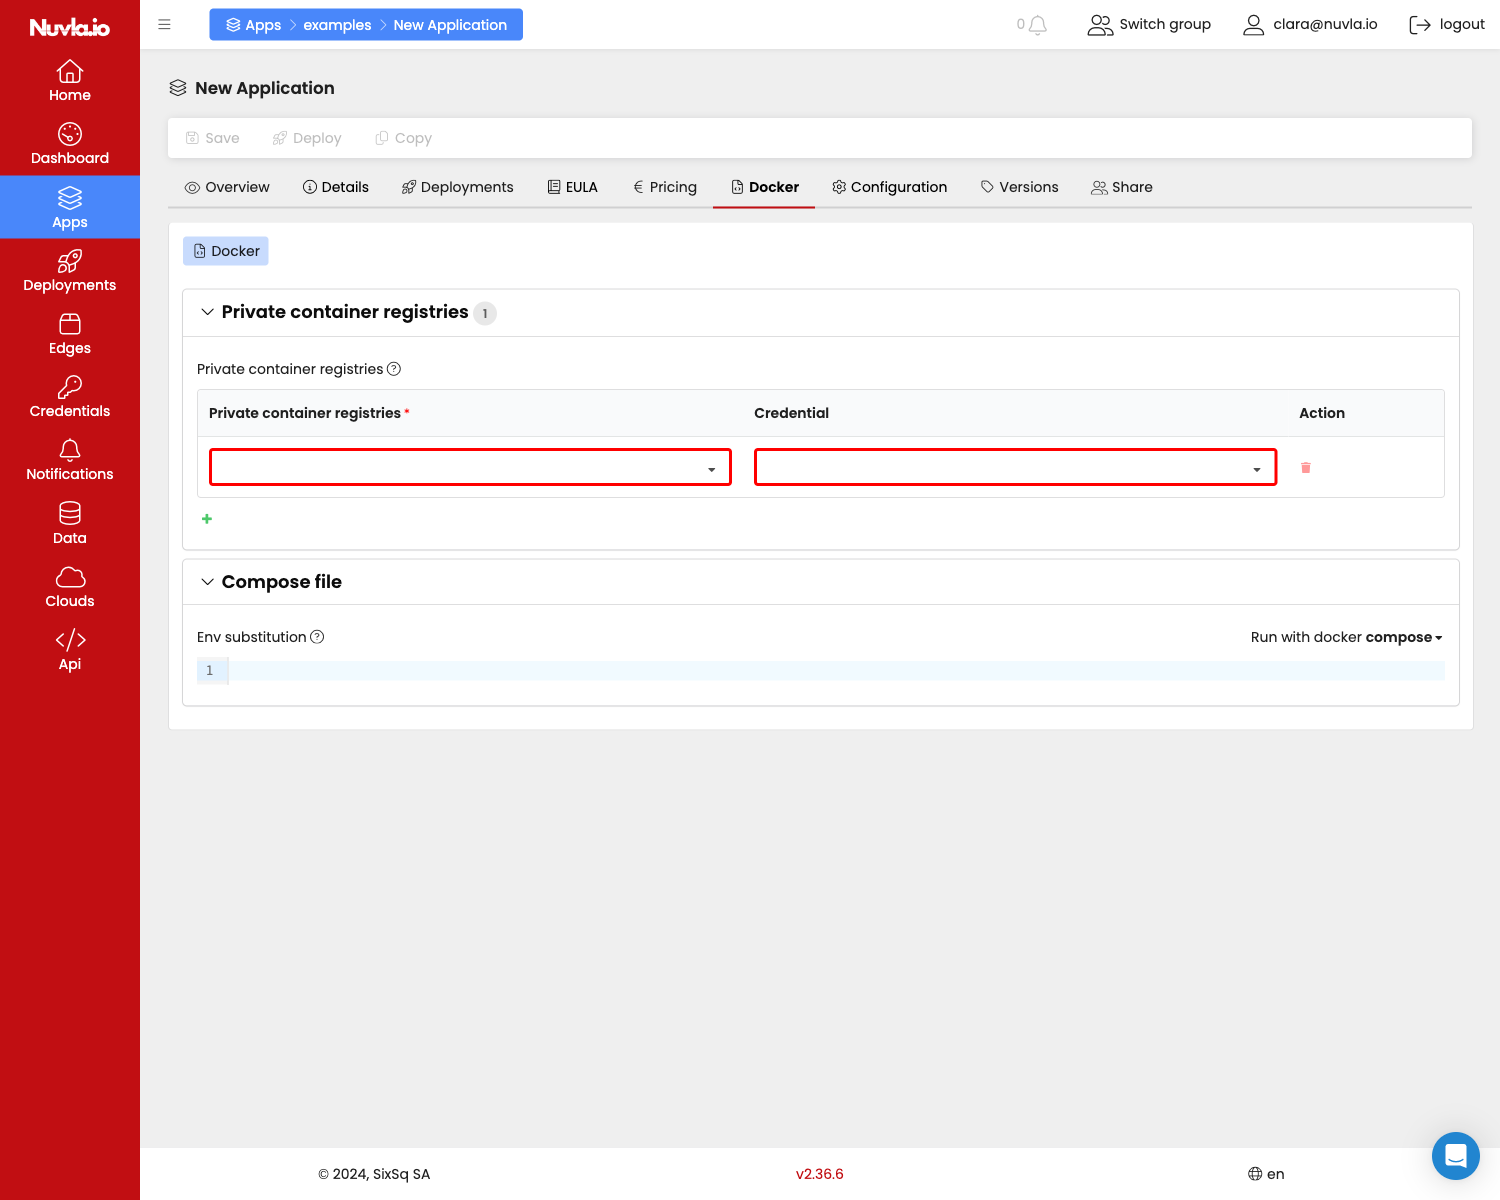 Nuvla.io
Apps examples New Application
0
Switch group
clara@nuvla.io
logout
Home
Dashboard
Apps
Deployments
Edges
Credentials
Notifications
Data
Clouds
Api
New Application
Save Deploy Copy
Overview Details Deployments EULA € Pricing Docker Configuration Versions Share
Docker
Private container registries 1
Private container registries ?
Private container registries * Credential Action
Compose file
Env substitution ? Run with docker compose
1
© 2024, SixSq SA v2.36.6 en